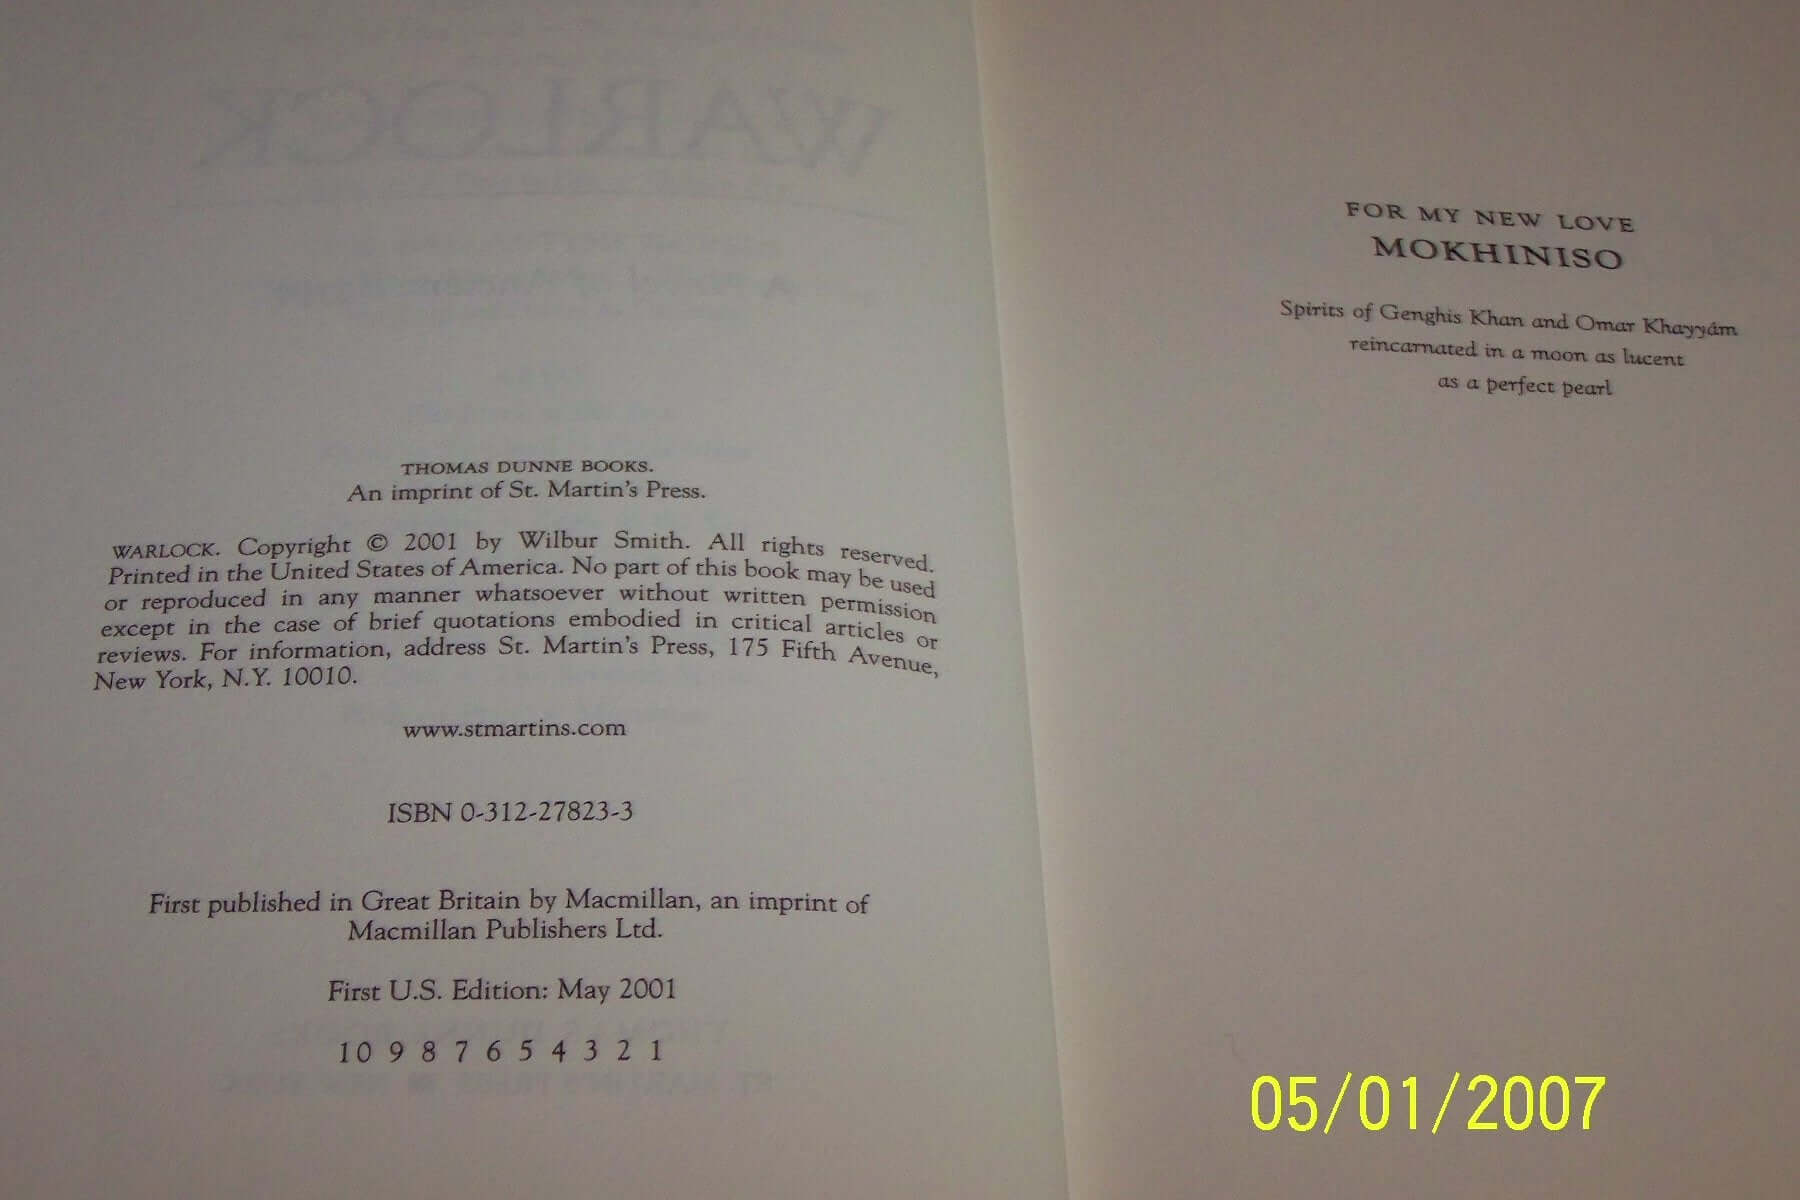 WARLOCK
THOMAS DUNNE BOOKS.
An imprint of St. Martin's Press.
WARLOCK. Copyright © 2001 by Wilbur Smith. All rights reserved.
Printed in the United States of America. No part of this book may be used
or reproduced in any manner whatsoever without written permission
except in the case of brief quotations embodied in critical articles or
reviews. For information, address St. Martin's Press, 175 Fifth Avenue,
New York, N.Y. 10010.
www.stmartins.com
ISBN 0-312-27823-3
First published in Great Britain by Macmillan, an imprint of
Macmillan Publishers Ltd.
First U.S. Edition: May 2001
10 9 8 7 6 5 4 3 2 1
FOR MY NEW LOVE
MOKHINISO
Spirits of Genghis Khan and Omar Khayyám
reincarnated in a moon as lucent
as a perfect pearl
05/01/2007